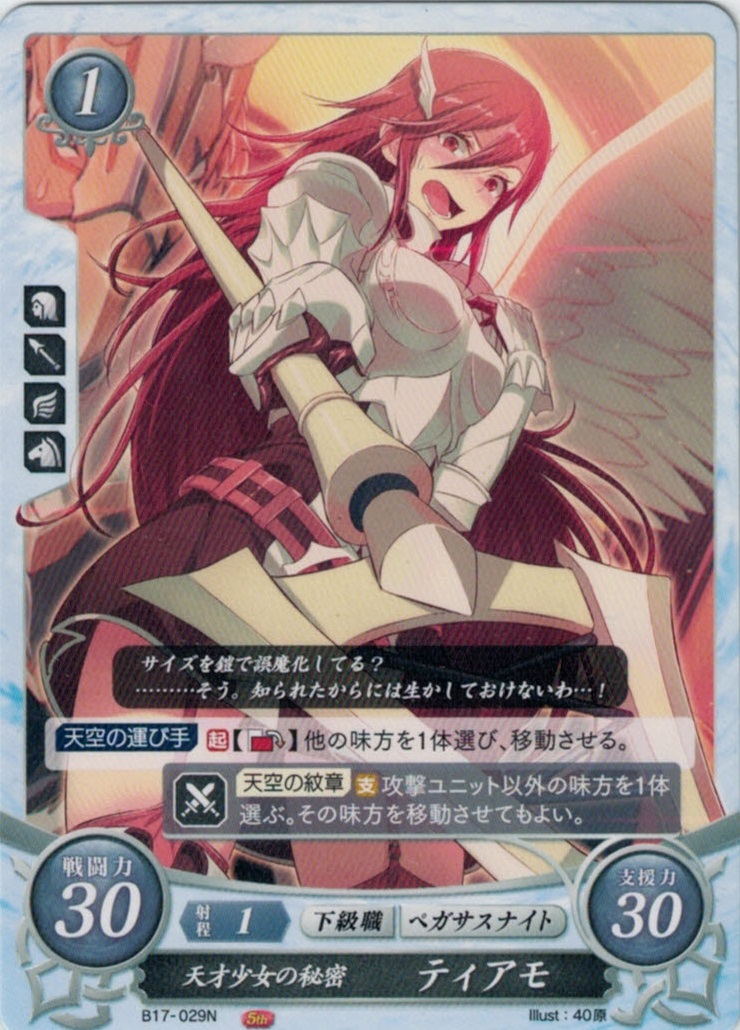 1
サイズを鎧で誤魔化してる?
………そう。知られたからには生かしておけないわ…!
天空の運び手 起【】他の味方を1体選び、移動させる。
天空の紋章 支 攻撃ユニット以外の味方を1体
選ぶ。その味方を移動させてもよい。
戦闘力
30
射程 1
下級職 ペガサスナイト
支援力
30
天才少女の秘密 ティアモ
B17-029N 5th Illust:40原